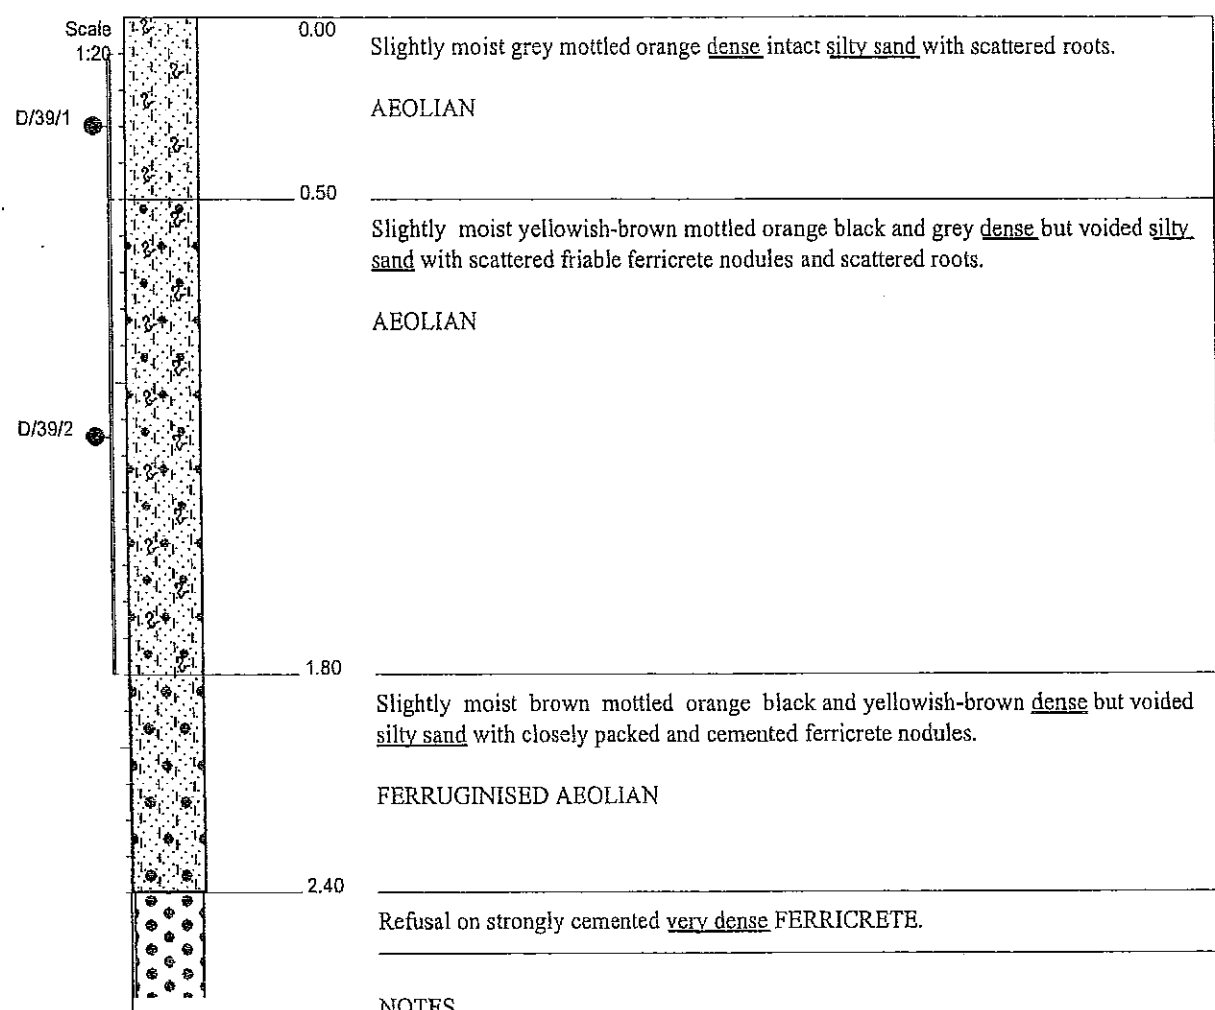 Scale
1:20
0.00
Slightly moist grey mottled orange dense intact silty sand with scattered roots.
D/39/1
AEOLIAN
0.50
Slightly moist yellowish-brown mottled orange black and grey dense but voided silty
sand with scattered friable ferricrete nodules and scattered roots.
AEOLIAN
D/39/2
1.80
Slightly moist brown mottled orange black and yellowish-brown dense but voided
silty sand with closely packed and cemented ferricrete nodules.
FERRUGINISED AEOLIAN
2.40
Refusal on strongly cemented very dense FERRICRETE.
NOTES